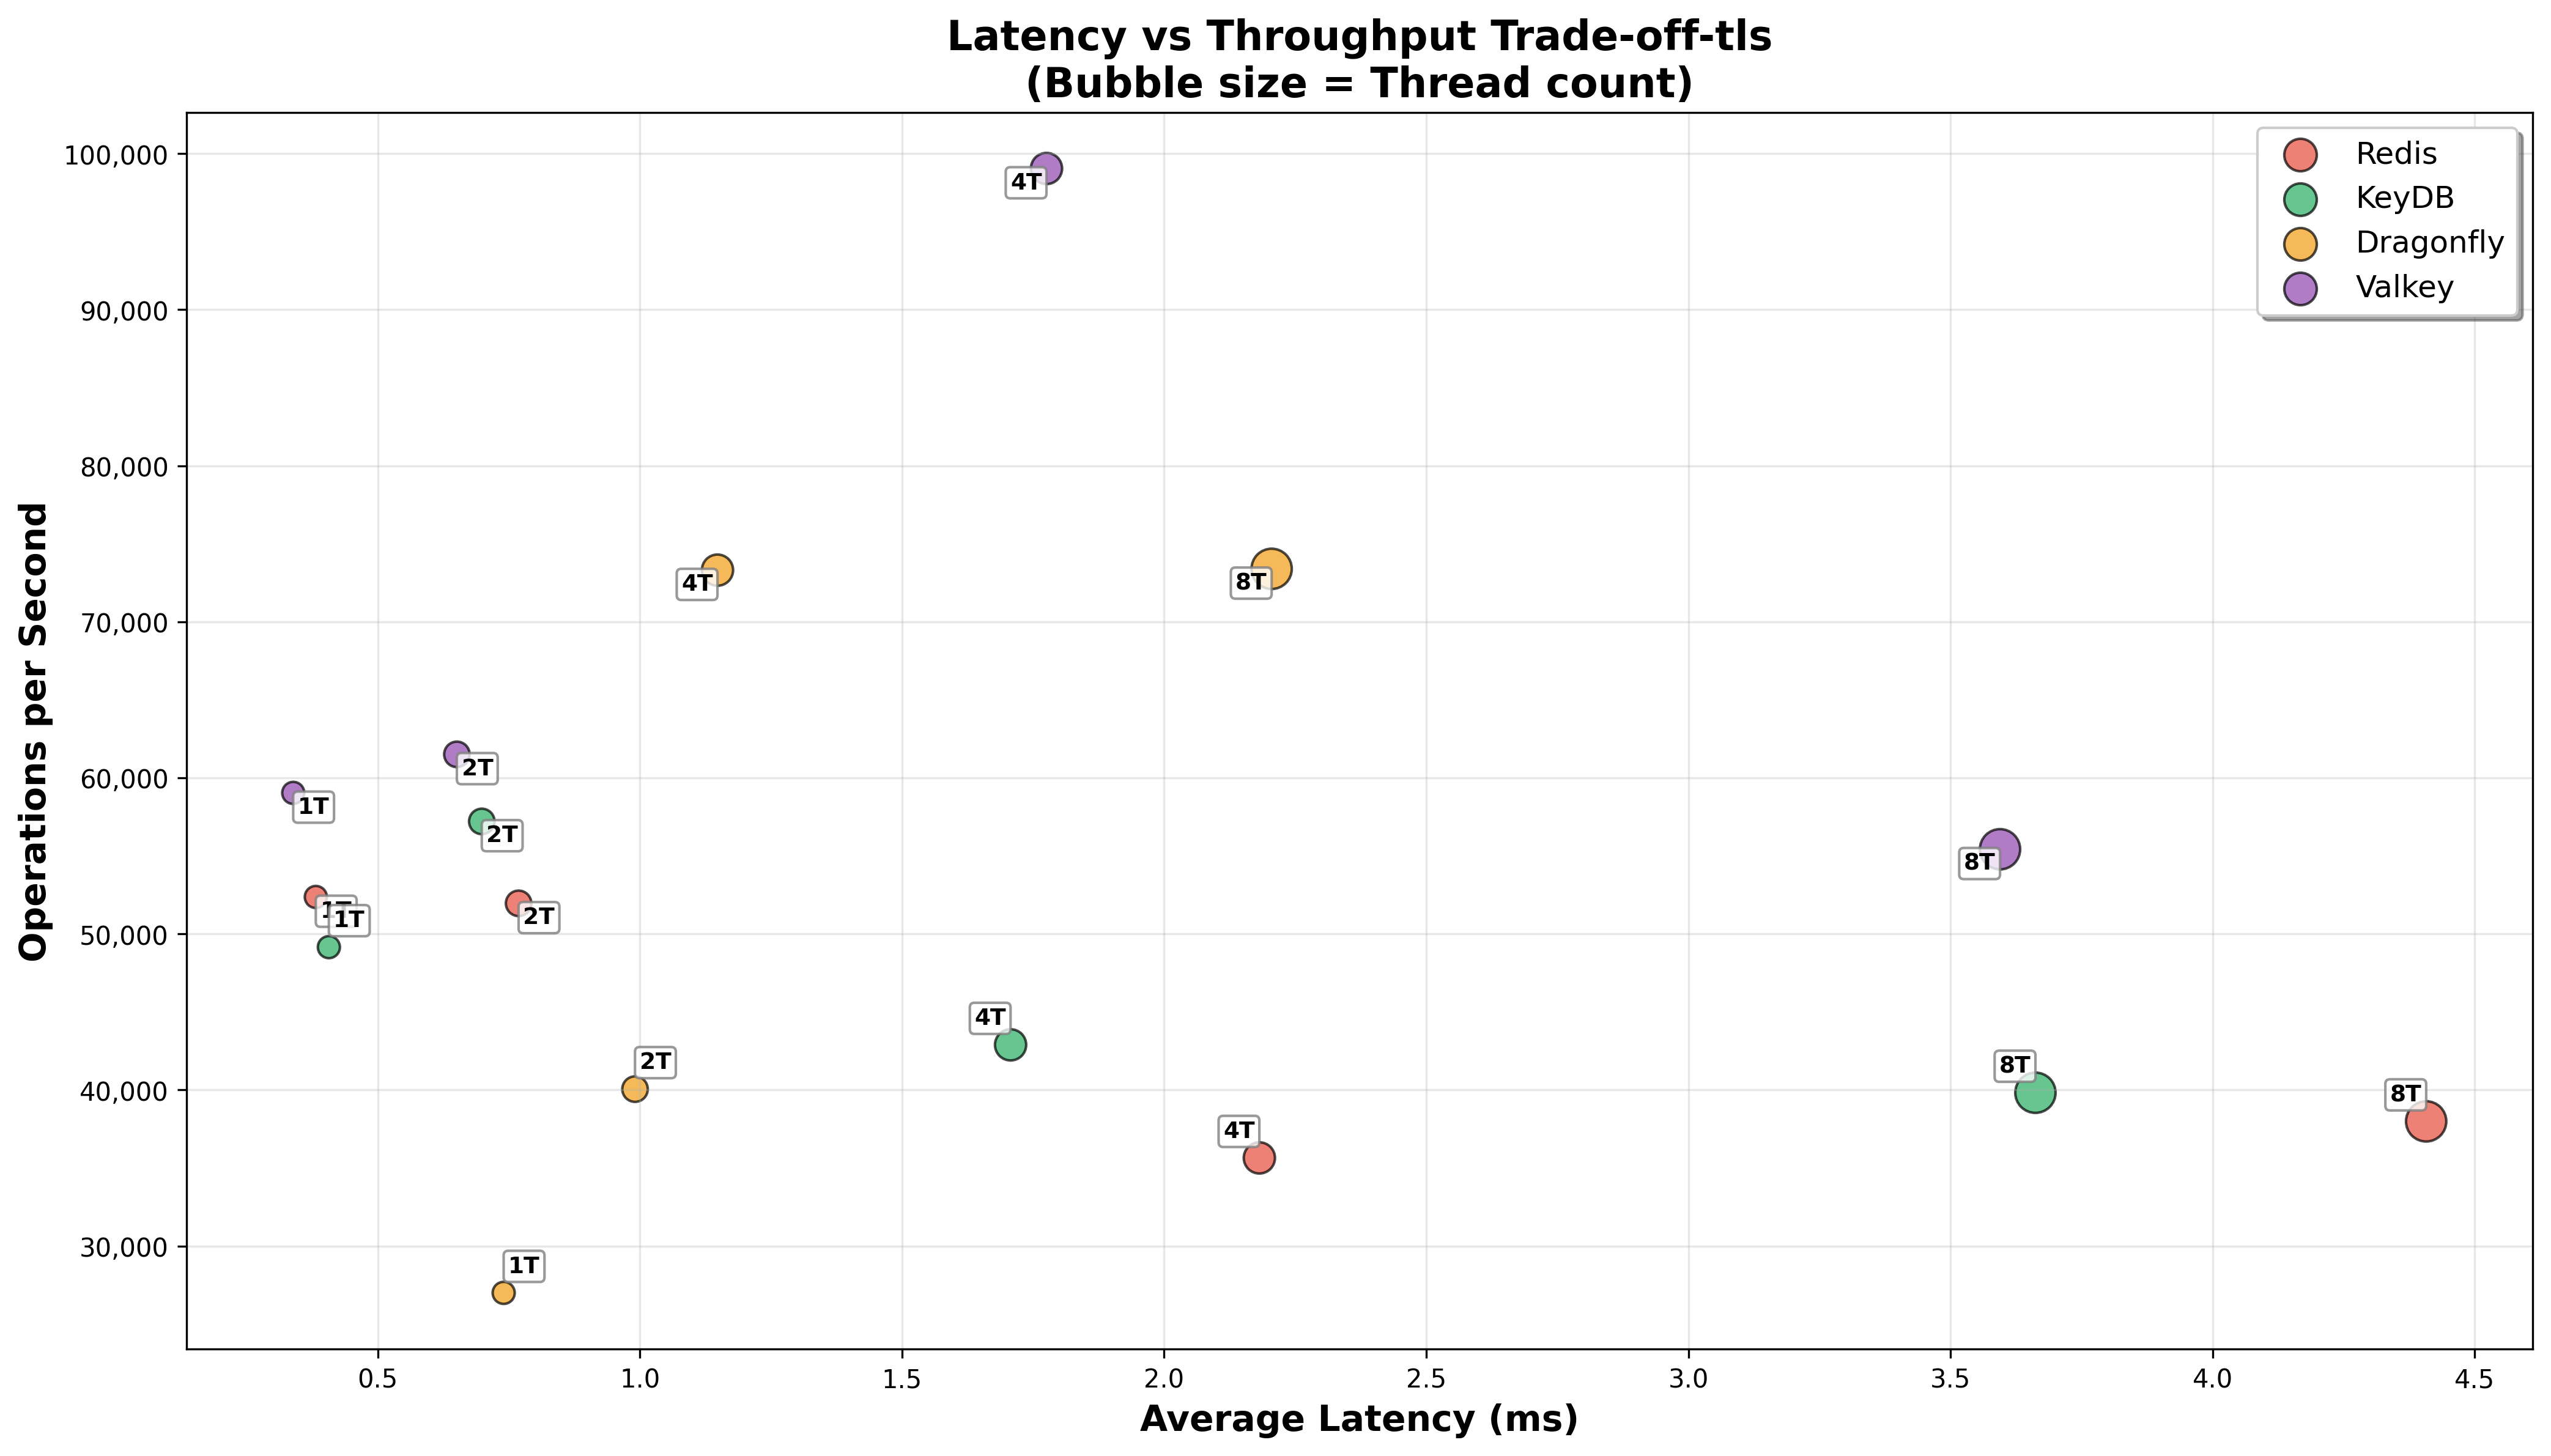 Latency vs Throughput Trade-off-tls
(Bubble size = Thread count)
Operations per Second
100,000
90,000
80,000
70,000
60,000
50,000
40,000
30,000
Redis
KeyDB
Dragonfly
Valkey
4T
4T
8T
2T
1T
2T
8T
1T
1T
2T
4T
2T
8T
8T
4T
1T
0.5
1.0
1.5
2.0
2.5
3.0
3.5
4.0
4.5
Average Latency (ms)